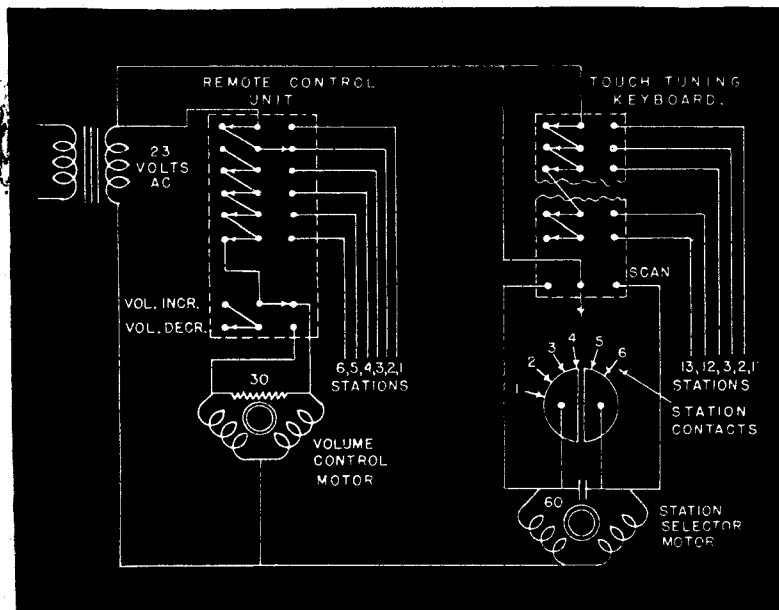 REMOTE CONTROL
UNIT
TOUCH TUNING
KEYBOARD.
23
VOLTS
AC
SCAN
VOL. INCR.
VOL. DECR.
6,5,4,3,2,1
STATIONS
13,12,3,2,1
STATIONS
1
2
3
4
5
6
STATION
CONTACTS
30
VOLUME
CONTROL
MOTOR
60
STATION
SELECTOR
MOTOR